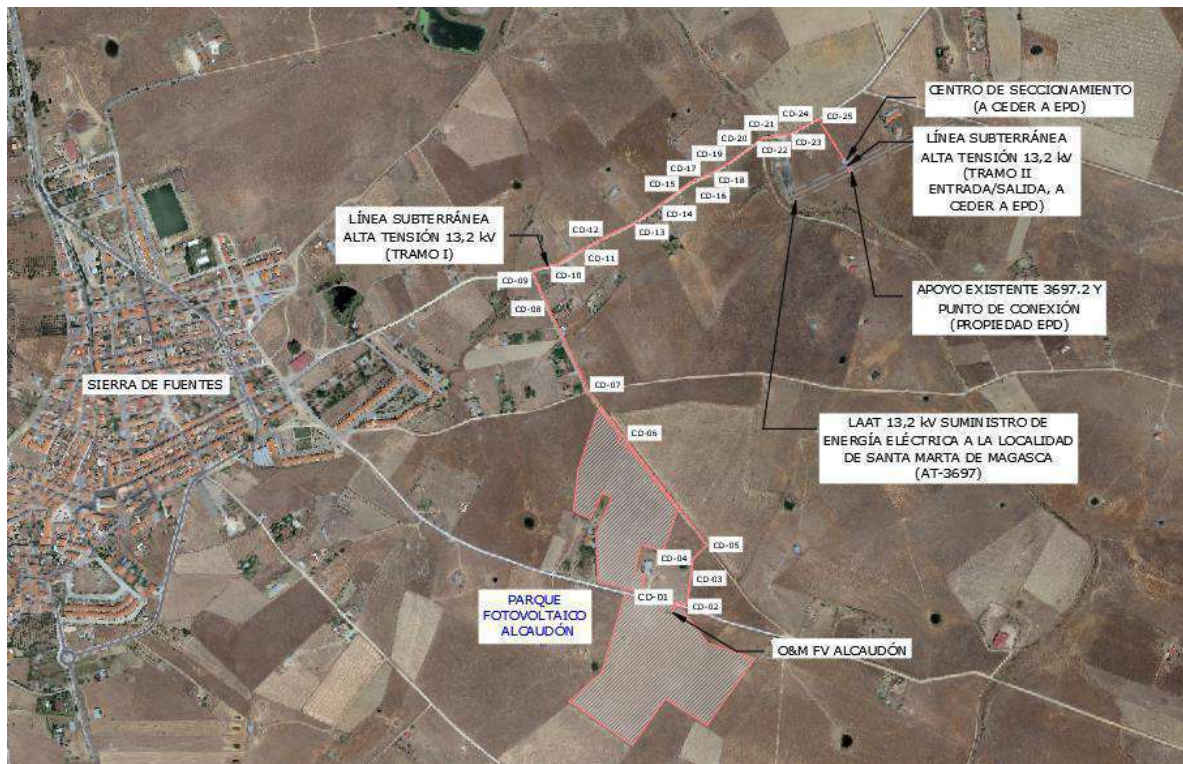 CENTRO DE SECCIONAMIENTO
(A CEDER A EPD)
CD-24
CD-25
CD-21
CD-20
CD-22
CD-23
LÍNEA SUBTERRÁNEA
ALTA TENSIÓN 13,2 kV
(TRAMO II
ENTRADA/SALIDA, A
CEDER A EPD)
CD-19
CD-17
CD-18
CD-15
CD-16
CD-14
CD-13
LÍNEA SUBTERRÁNEA
ALTA TENSIÓN 13,2 kV
(TRAMO I)
CD-12
CD-11
CD-10
CD-09
CD-08
APOYO EXISTENTE 3697.2 Y
PUNTO DE CONEXIÓN
(PROPIEDAD EPD)
SIERRA DE FUENTES
CD-07
CD-06
LAAT 13,2 kV SUMINISTRO DE
ENERGÍA ELÉCTRICA A LA LOCALIDAD
DE SANTA MARTA DE MAGASCA
(AT-3697)
CD-05
CD-04
CD-03
CD-01
CD-02
PARQUE
FOTOVOLTAICO
ALCAUDÓN
O&M FV ALCAUDÓN